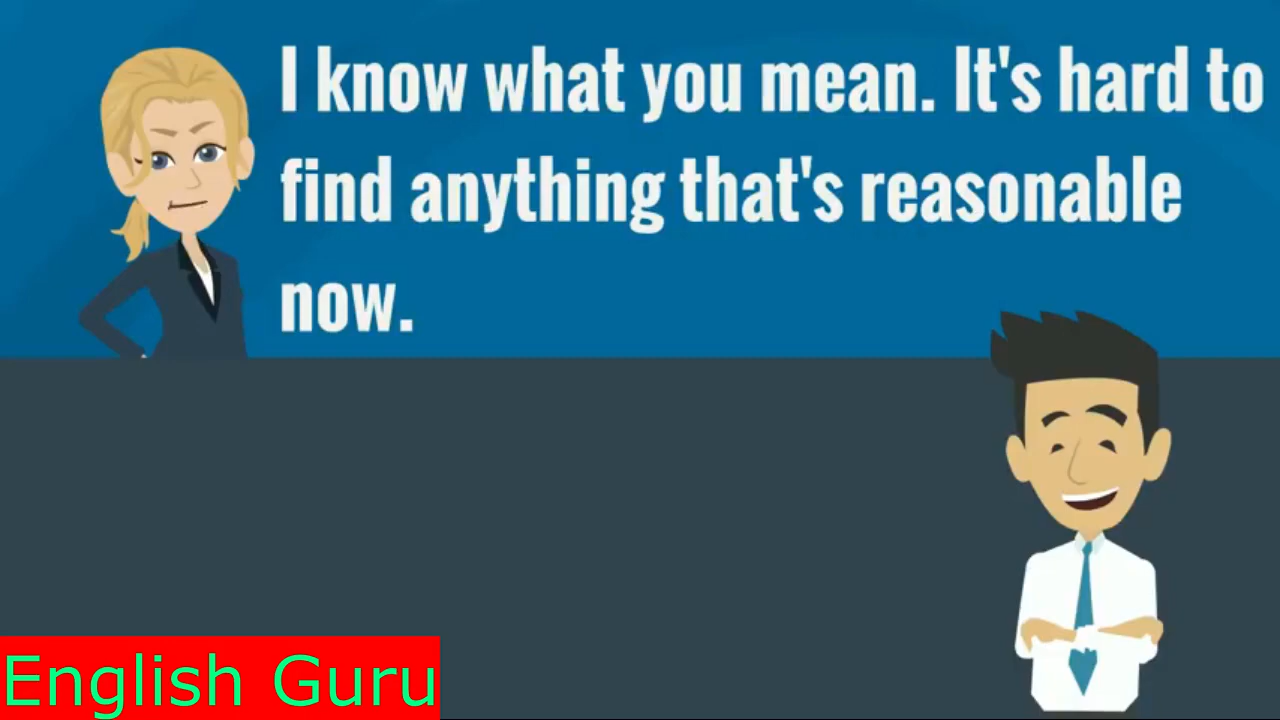 I know what you mean. It's hard to
find anything that's reasonable
now.
English Guru